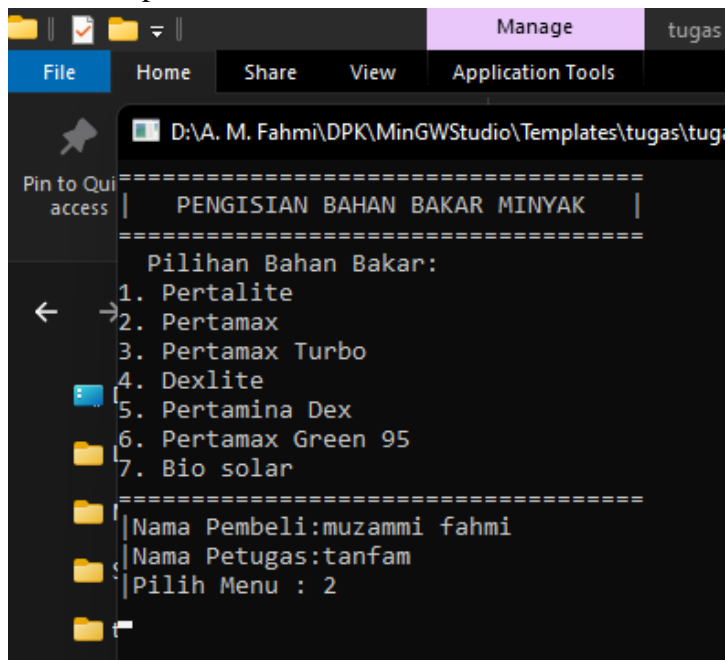 Manage
tugas
File
Home
Share
View
Application Tools
D:\A. M. Fahmi\DPK\MinGWStudio\Templates\tugas\tuga
Pin to Qui
access
====================================
| PENGISIAN BAHAN BAKAR MINYAK |
====================================
Pilihan Bahan Bakar:
1. Pertalite
2. Pertamax
3. Pertamax Turbo
4. Dexlite
5. Pertamina Dex
6. Pertamax Green 95
7. Bio solar
====================================
|Nama Pembeli:muzammi fahmi
|Nama Petugas:tanfam
|Pilih Menu : 2